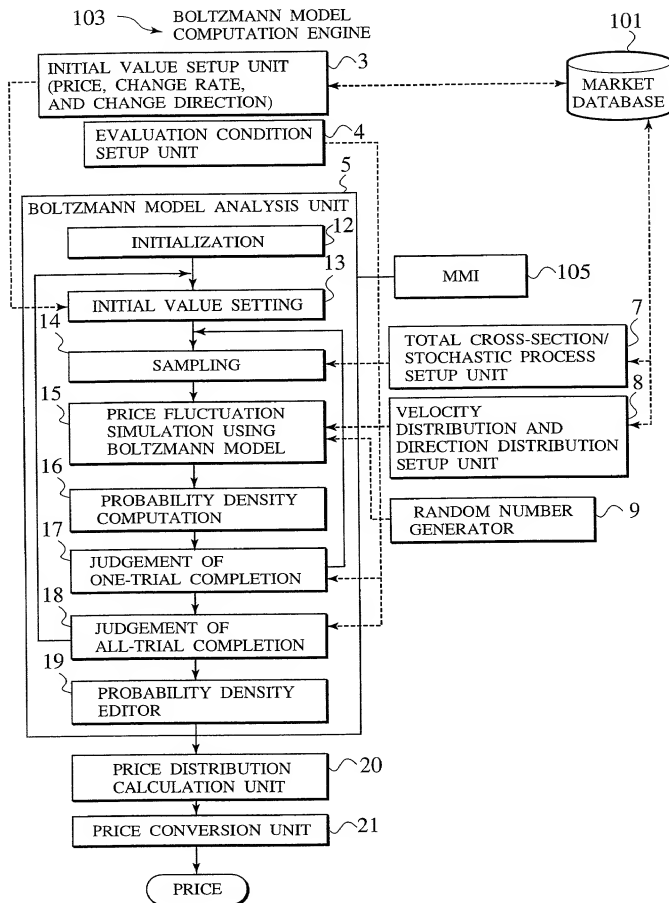 103
BOLTZMANN MODEL
COMPUTATION ENGINE
101
INITIAL VALUE SETUP UNIT
(PRICE, CHANGE RATE,
AND CHANGE DIRECTION)
3
MARKET
DATABASE
EVALUATION CONDITION
SETUP UNIT
4
5
BOLTZMANN MODEL ANALYSIS UNIT
12
INITIALIZATION
MMI
105
13
INITIAL VALUE SETTING
14
SAMPLING
7
TOTAL CROSS-SECTION/
STOCHASTIC PROCESS
SETUP UNIT
15
PRICE FLUCTUATION
SIMULATION USING
BOLTZMANN MODEL
8
VELOCITY
DISTRIBUTION AND
DIRECTION DISTRIBUTION
SETUP UNIT
16
PROBABILITY DENSITY
COMPUTATION
RANDOM NUMBER
GENERATOR
9
17
JUDGEMENT OF
ONE-TRIAL COMPLETION
18
JUDGEMENT OF
ALL-TRIAL COMPLETION
19
PROBABILITY DENSITY
EDITOR
PRICE DISTRIBUTION
CALCULATION UNIT
20
PRICE CONVERSION UNIT
21
PRICE